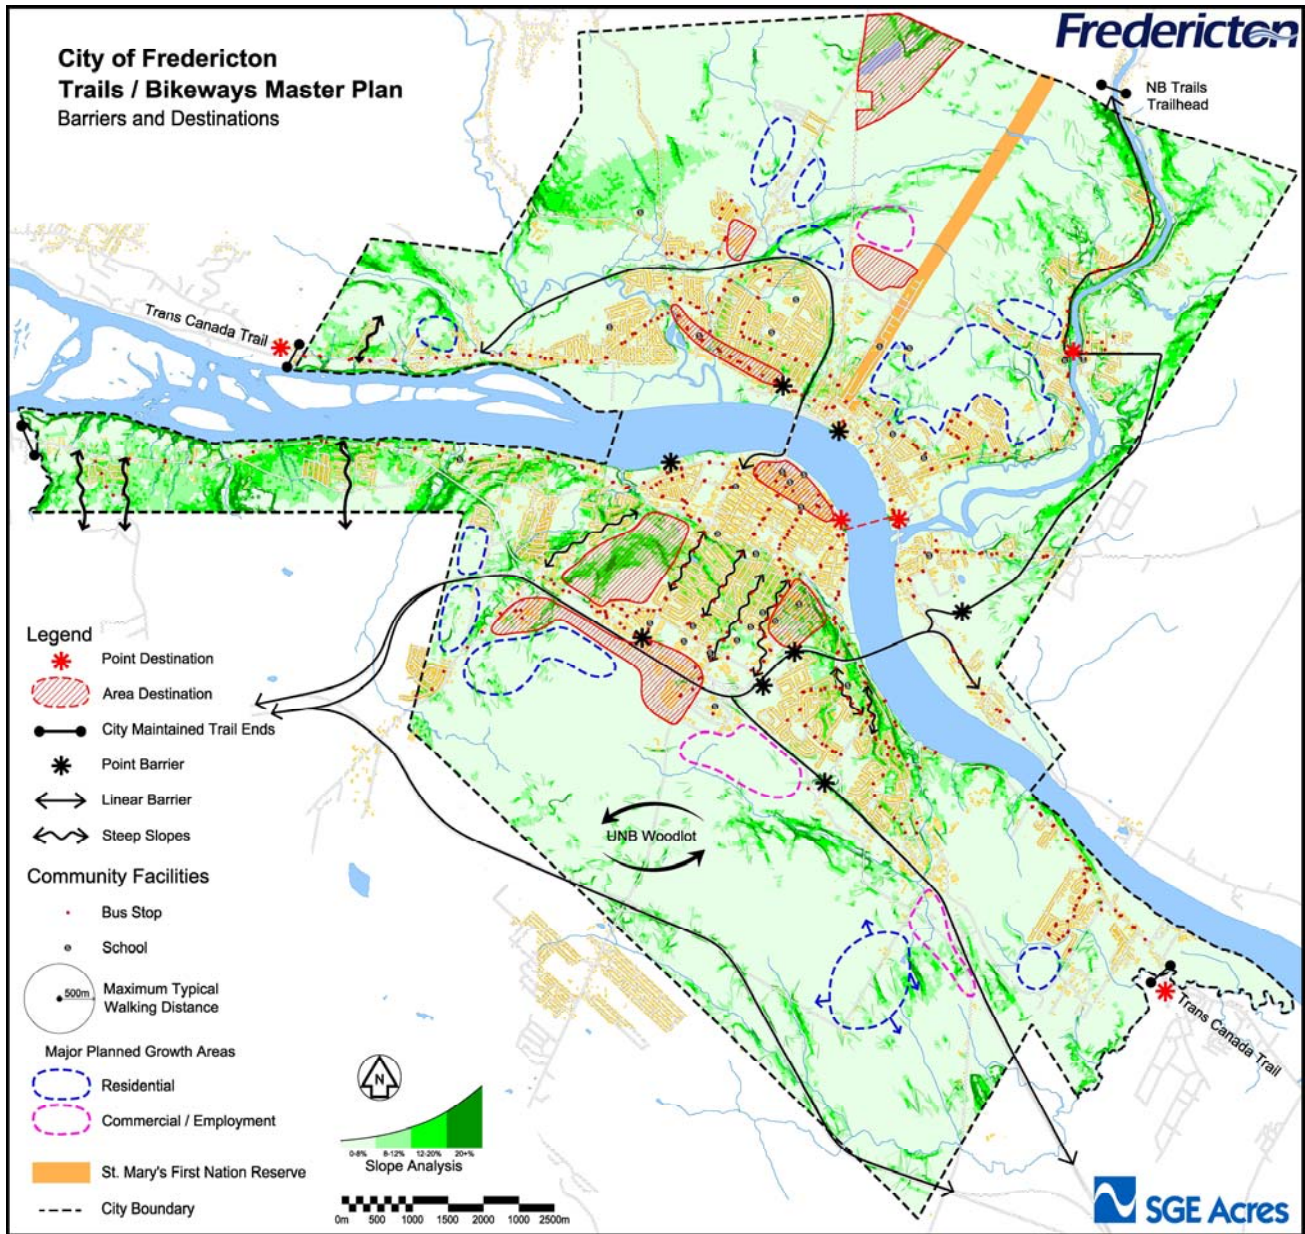 City of Fredericton
Trails / Bikeways Master Plan
Barriers and Destinations
Fredericton
NB Trails
Trailhead
Trans Canada Trail
UNB Woodlot
Trans Canada Trail
Legend
Point Destination
Area Destination
City Maintained Trail Ends
Point Barrier
Linear Barrier
Steep Slopes
Community Facilities
Bus Stop
School
500m
Maximum Typical
Walking Distance
Major Planned Growth Areas
Residential
Commercial / Employment
St. Mary's First Nation Reserve
City Boundary
N
0-8% 8-12% 12-20% 20+%
Slope Analysis
0m 500 1000 1500 2000 1000 2500m
SGE Acres